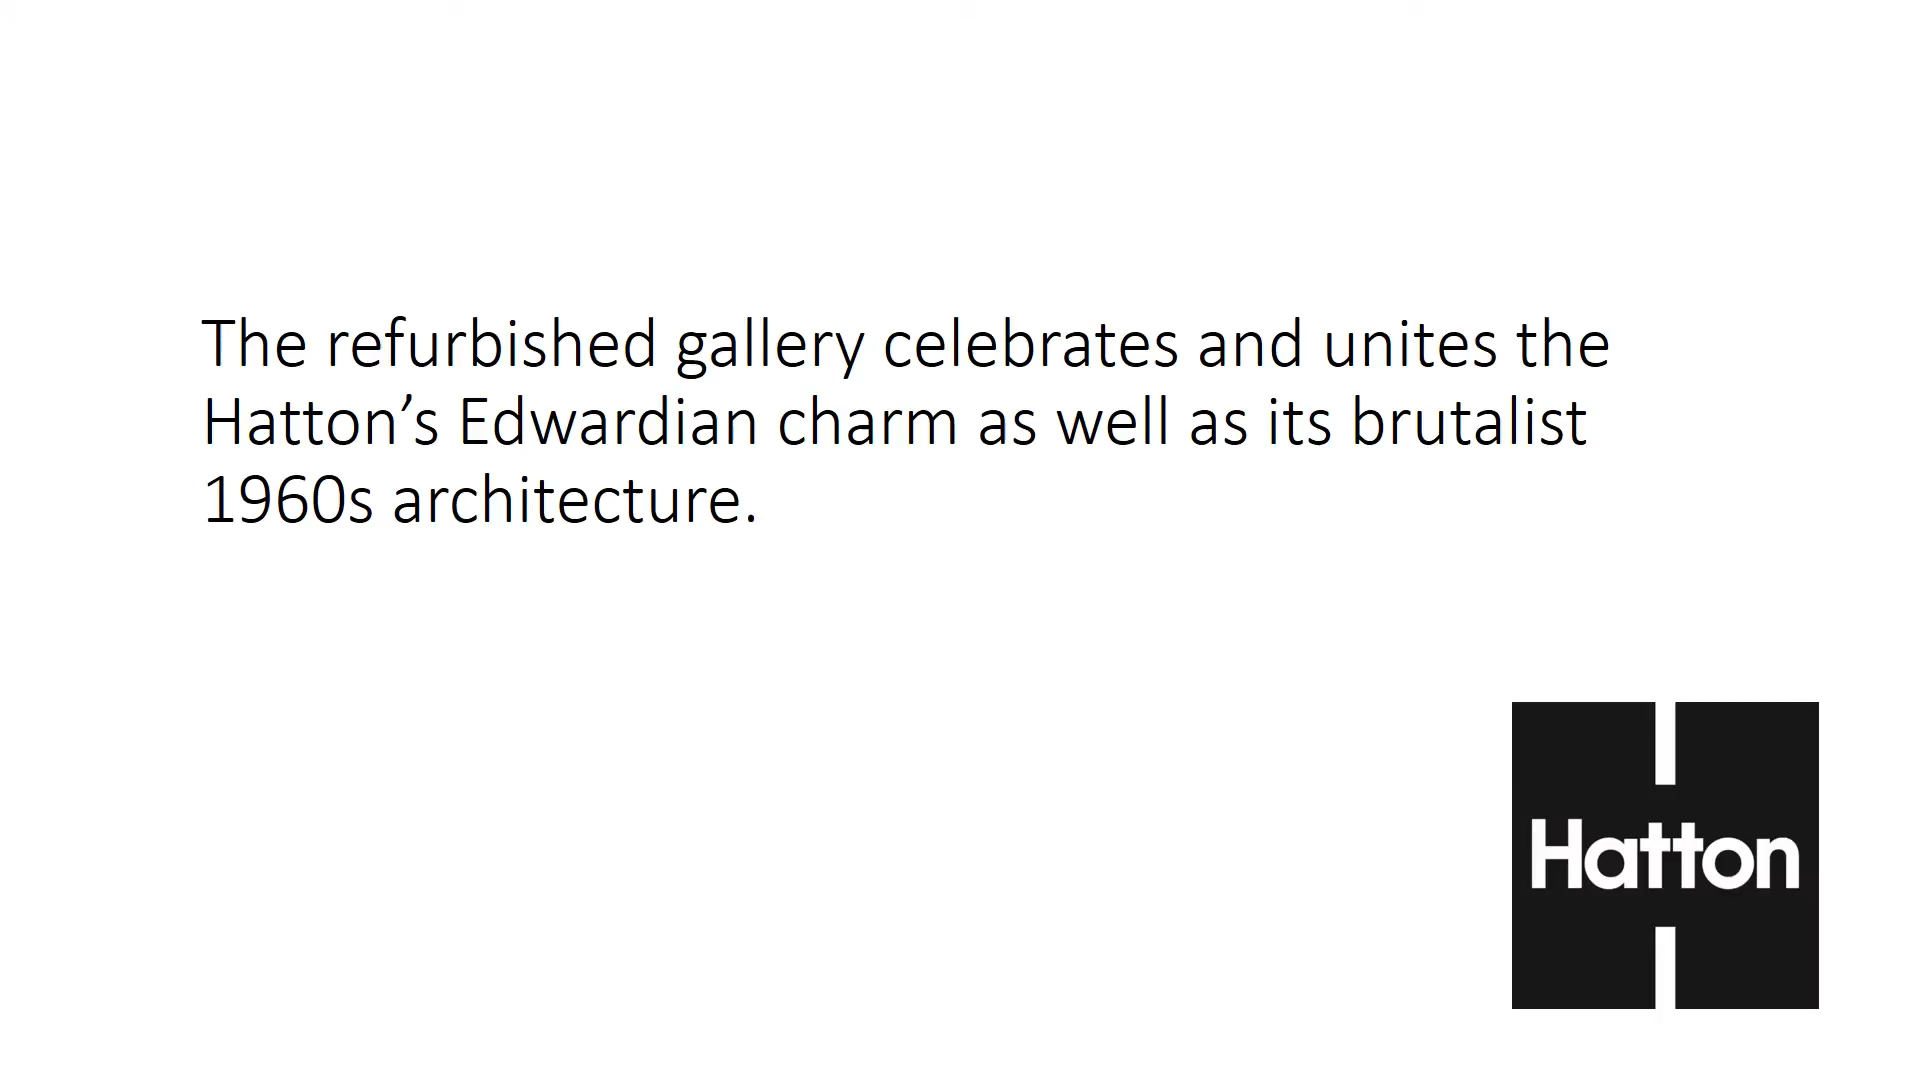 The refurbished gallery celebrates and unites the
Hatton’s Edwardian charm as well as its brutalist
1960s architecture.
Hatton